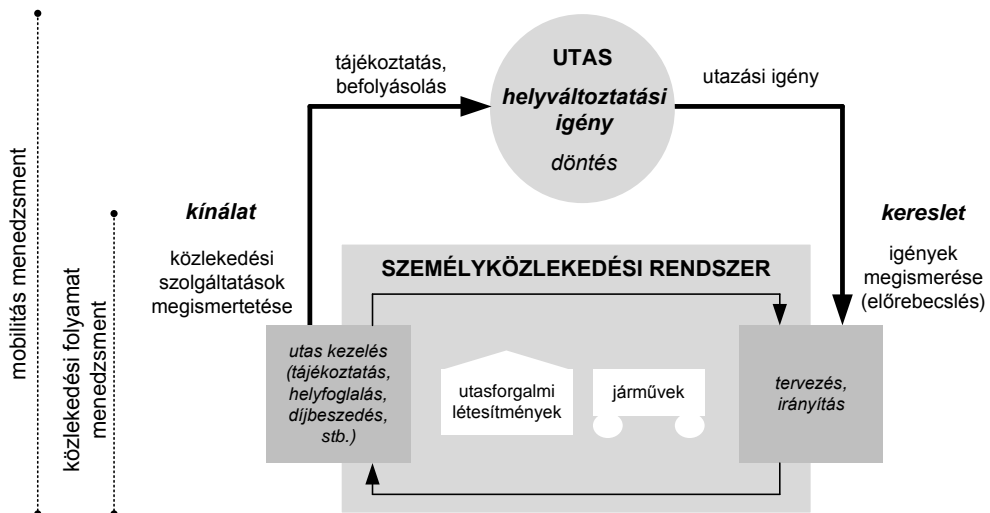 mobilitás menedzsment
közlekedési folyamat
menedzsment
tájékoztatás,
befolyásolás
UTAS
helyváltoztatási
igény
döntés
utazási igény
kínálat
közlekedési
szolgáltatások
megismertetése
kereslet
igények
megismerése
(előrebecslés)
SZEMÉLYKÖZLEKEDÉSI RENDSZER
utas kezelés
(tájékoztatás,
helyfoglalás,
díjbeszedés,
stb.)
utasforgalmi
létesítmények
járművek
tervezés,
irányítás